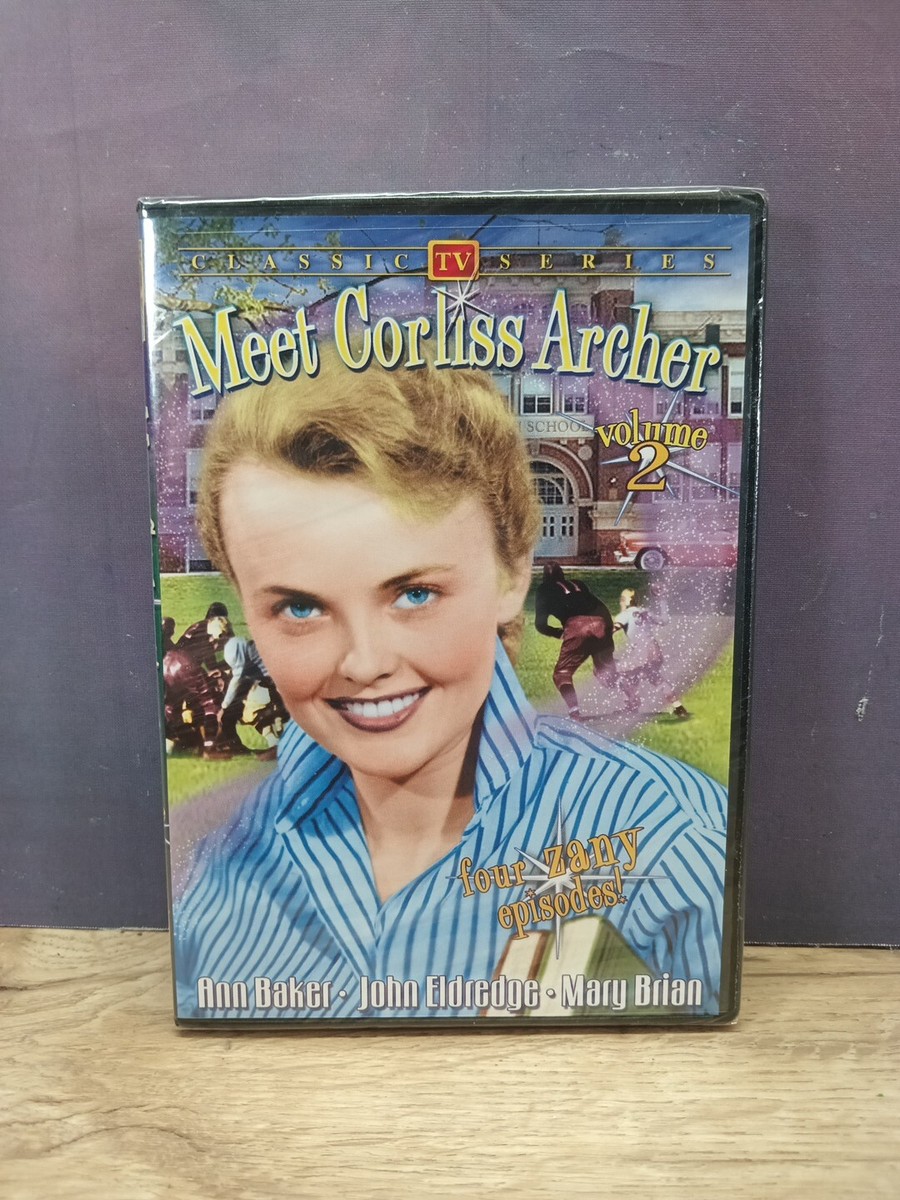 CLASSIC TV SERIES
Meet Corliss Archer
SCHOOL
volume
2
four zany
episodes!
Ann Baker • John Eldredge • Mary Brian